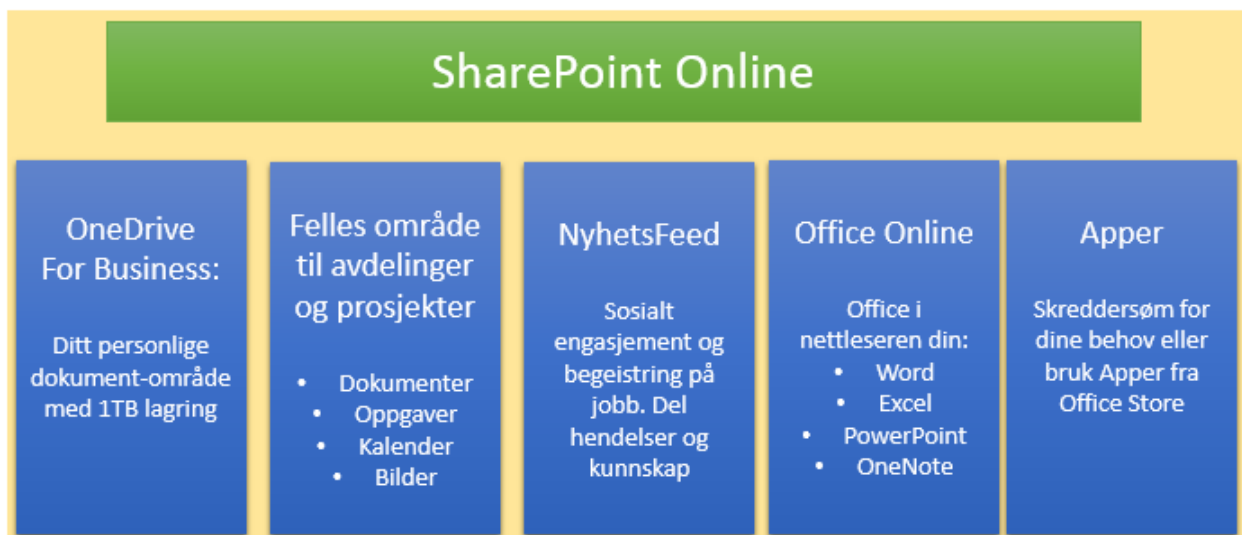 SharePoint Online
OneDrive
For Business:
Ditt personlige
dokument-område
med 1TB lagring
Felles område
til avdelinger
og prosjekter
• Dokumenter
• Oppgaver
• Kalender
• Bilder
NyhetsFeed
Sosialt
engasjement og
begeistring på
jobb. Del
hendelser og
kunnskap
Office Online
Office i
nettleseren din:
• Word
• Excel
• PowerPoint
• OneNote
Apper
Skreddersøm for
dine behov eller
bruk Apper fra
Office Store